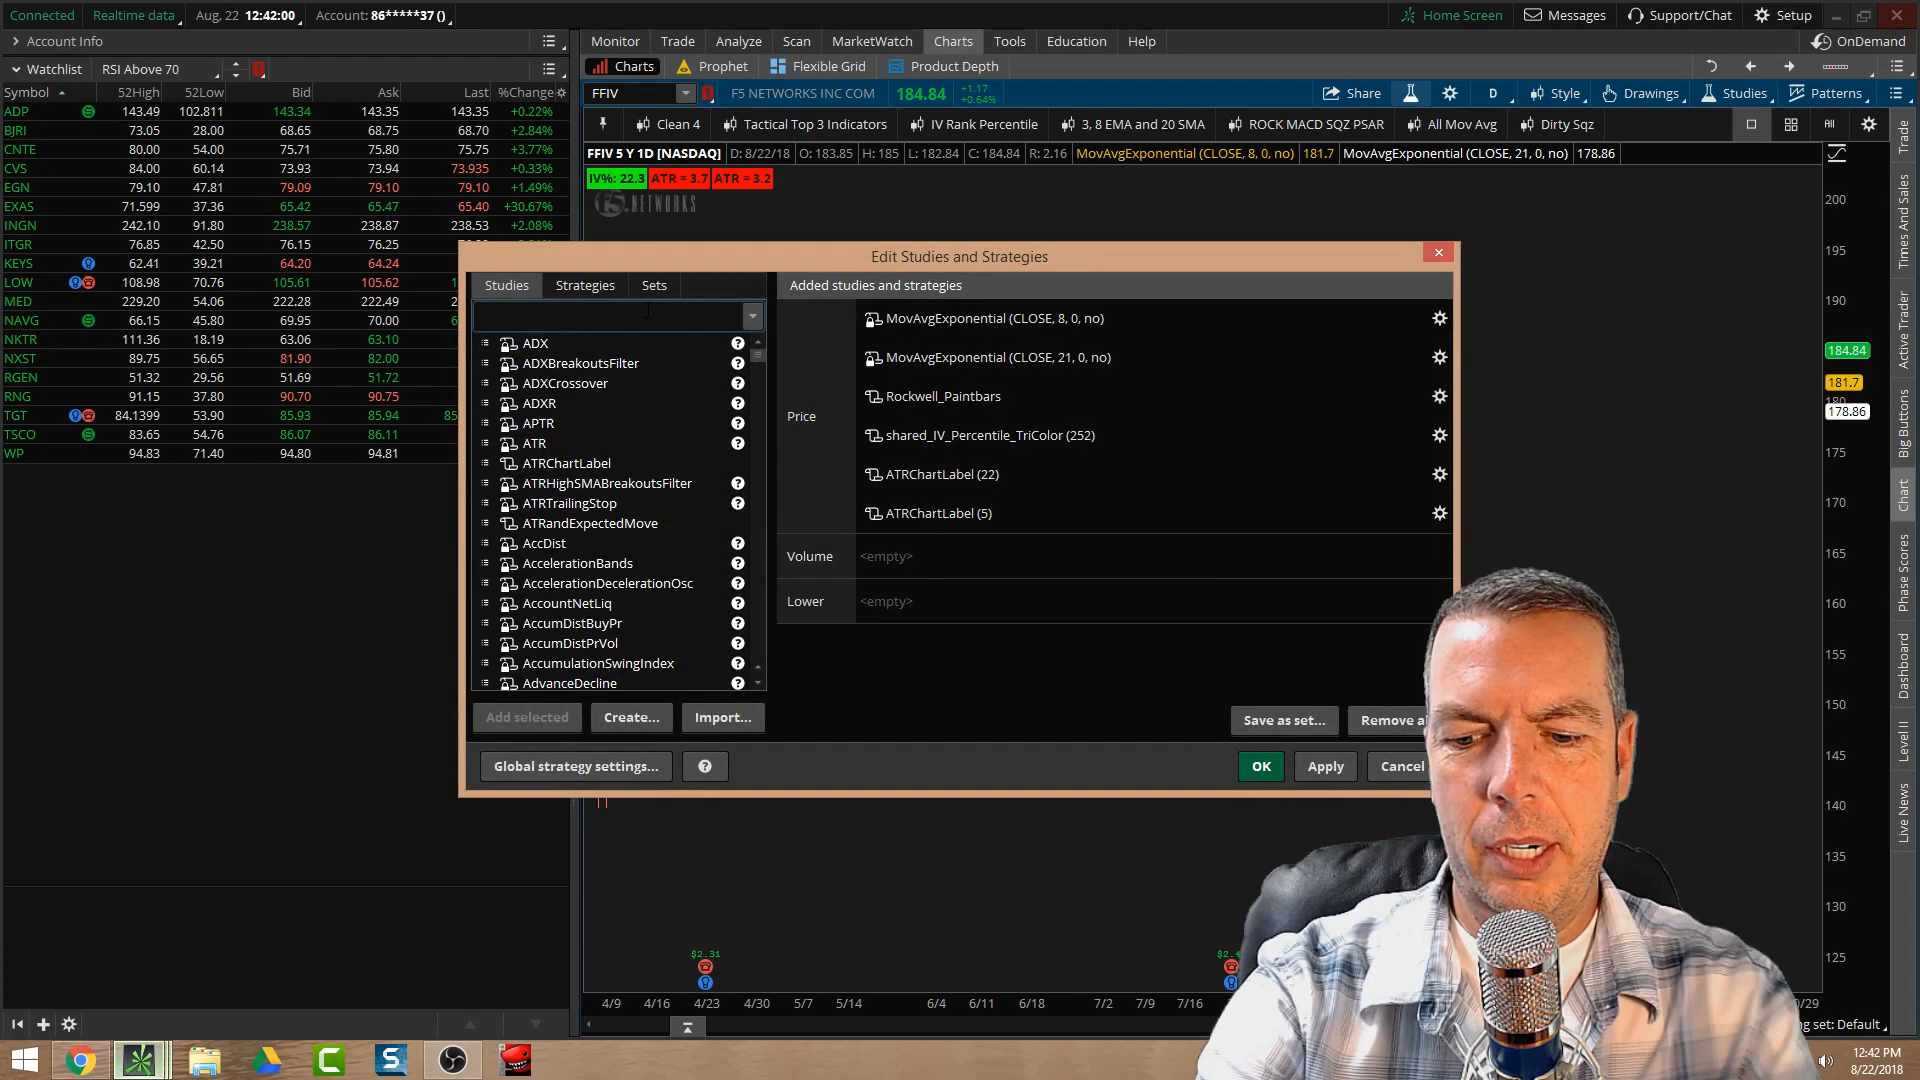 Connected Realtime data Aug, 22 12:42:00 Account: 86*****37 () Home Screen Messages Support/Chat Setup
Account Info Monitor Trade Analyze Scan MarketWatch Charts Tools Education Help OnDemand
Watchlist RSI Above 70 Charts Prophet Flexible Grid Product Depth
Symbol 52High 52Low Bid Ask Last %Change
FFIV F5 NETWORKS INC COM 184.84 +1.17 +0.64% Share D Style Drawings Studies Patterns
Clean 4 Tactical Top 3 Indicators IV Rank Percentile 3, 8 EMA and 20 SMA ROCK MACD SQZ PSAR All Mov Avg Dirty Sqz
FFIV 5 Y 1D [NASDAQ] D: 8/22/18 O: 183.85 H: 185 L: 182.84 C: 184.84 R: 2.16 MovAvgExponential (CLOSE, 8, 0, no) 181.7 MovAvgExponential (CLOSE, 21, 0, no) 178.86
IV%: 22.3 ATR = 3.7 ATR = 3.2
F5 NETWORKS
ADP 143.49 102.811 143.34 143.35 143.35 +0.22%
BJRI 73.05 28.00 68.65 68.75 68.70 +2.84%
CNTE 80.00 54.00 75.71 75.80 75.75 +3.77%
CVS 84.00 60.14 73.93 73.94 73.935 +0.33%
EGN 79.10 47.81 79.09 79.10 79.10 +1.49%
EXAS 71.599 37.36 65.42 65.47 65.40 +30.67%
INGN 242.10 91.80 238.57 238.87 238.53 +2.08%
ITGR 76.85 42.50 76.15 76.25
KEYS 62.41 39.21 64.20 64.24
LOW 108.98 70.76 105.61 105.62
MED 229.20 54.06 222.28 222.49
NAVG 66.15 45.80 69.95 70.00
NKTR 111.36 18.19 63.06 63.10
NXST 89.75 56.65 81.90 82.00
RGEN 51.32 29.56 51.69 51.72
RNG 91.15 37.80 90.70 90.75
TGT 84.1399 53.90 85.93 85.94 85
TSCO 83.65 54.76 86.07 86.11
WP 94.83 71.40 94.80 94.81
Edit Studies and Strategies
Studies Strategies Sets
ADX
ADXBreakoutsFilter
ADXCrossover
ADXR
APTR
ATR
ATRChartLabel
ATRHighSMABreakoutsFilter
ATRTrailingStop
ATRandExpectedMove
AccDist
AccelerationBands
AccelerationDecelerationOsc
AccountNetLiq
AccumDistBuyPr
AccumDistPrVol
AccumulationSwingIndex
AdvanceDecline
Add selected Create... Import...
Global strategy settings... ?
Added studies and strategies
Price
MovAvgExponential (CLOSE, 8, 0, no)
MovAvgExponential (CLOSE, 21, 0, no)
Rockwell_Paintbars
shared_IV_Percentile_TriColor (252)
ATRChartLabel (22)
ATRChartLabel (5)
Volume <empty>
Lower <empty>
Save as set... Remove al
OK Apply Cancel
200
195
190
184.84
181.7
180
178.86
175
170
165
160
155
150
145
140
135
130
125
Trade
Times And Sales
Active Trader
Big Buttons
Chart
Phase Scores
Dashboard
Level II
Live News
$2.31
4/9 4/16 4/23 4/30 5/7 5/14 6/4 6/11 6/18 7/2 7/9 7/16 0/29
ng set: Default
12:42 PM
8/22/2018